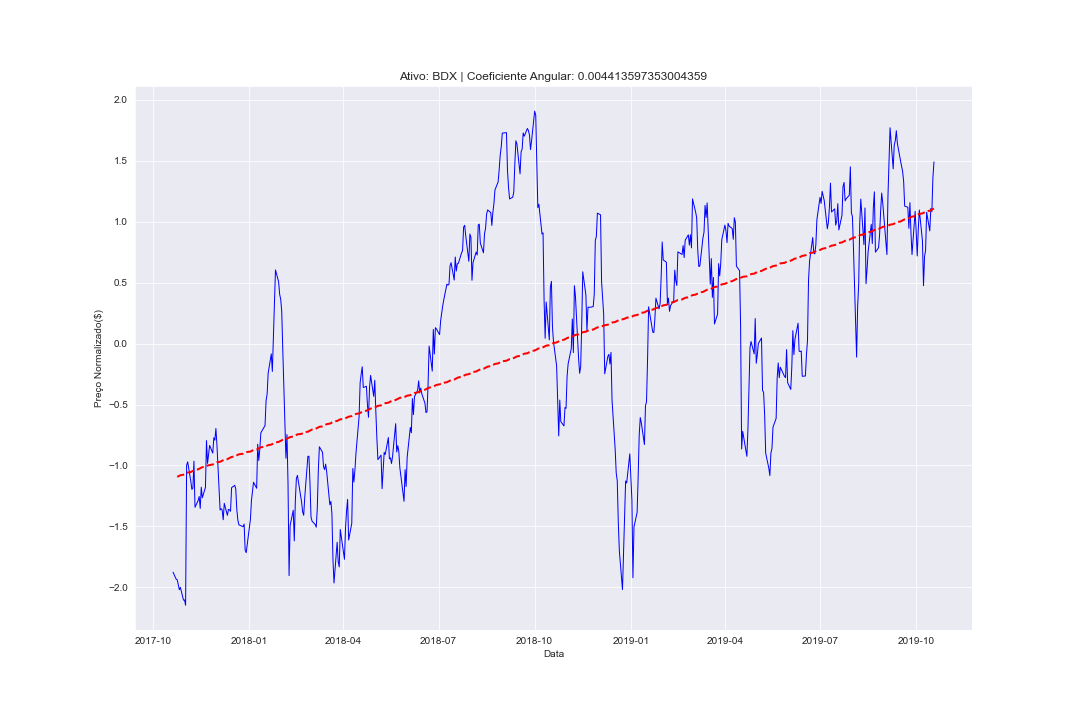 Ativo: BDX | Coeficiente Angular: 0.004413597353004359
2.0
1.5
1.0
0.5
0.0
−0.5
−1.0
−1.5
−2.0
Preço Normalizado($)
2017-10 2018-01 2018-04 2018-07 2018-10 2019-01 2019-04 2019-07 2019-10
Data